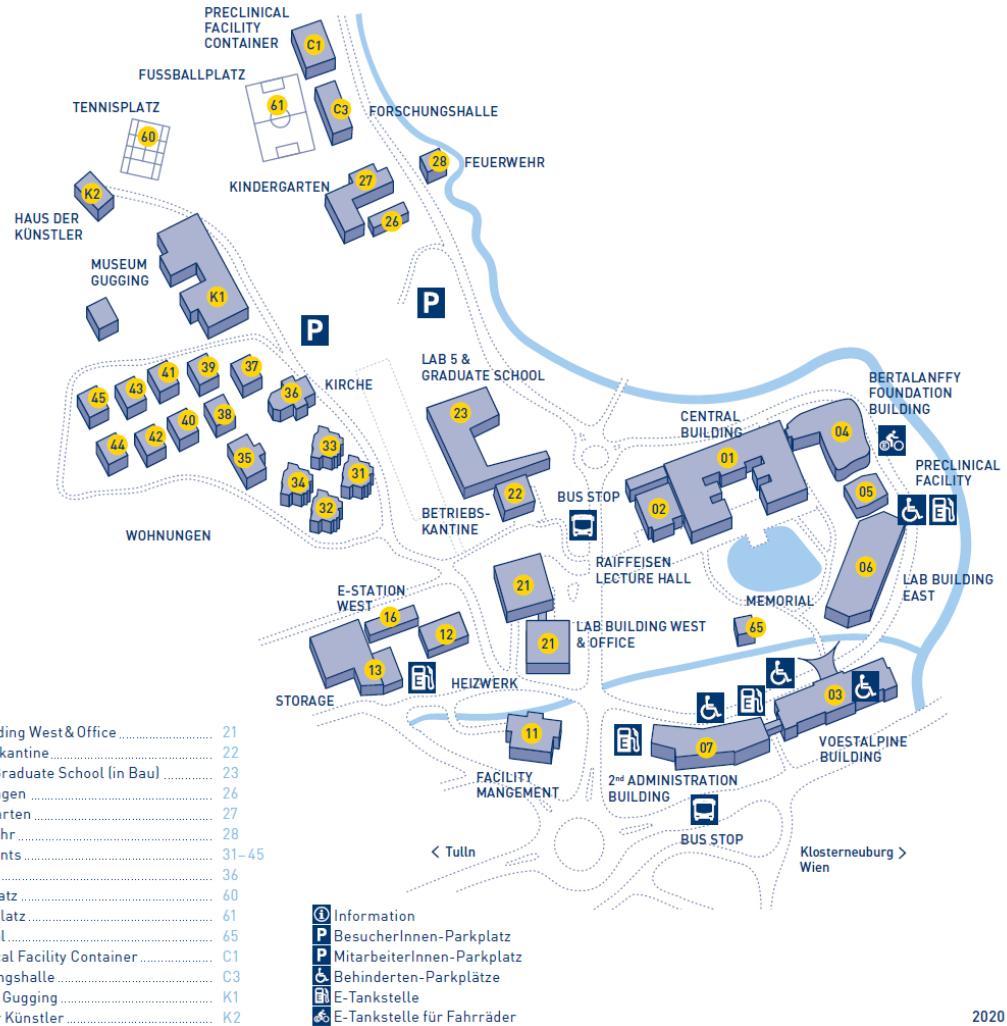 PRECLINICAL
FACILITY
CONTAINER
C1
FUSSBALLPLATZ
61
C3
FORSCHUNGSHALLE
TENNISPLATZ
60
28
FEUERWEHR
KINDERGARTEN
27
26
K2
HAUS DER
KÜNSTLER
MUSEUM
GUGGING
K1
P
P
LAB 5 &
GRADUATE SCHOOL
23
KIRCHE
36
45
43
41
39
37
44
42
40
38
35
33
31
34
32
WOHNUNGEN
BERTALANFFY
FOUNDATION
BUILDING
04
CENTRAL
BUILDING
01
02
PRECLINICAL
FACILITY
05
E
22
BETRIEBS-
KANTINE
BUS STOP
RAIFFEISEN
LECTURE HALL
06
LAB BUILDING
EAST
MEMORIAL
65
21
21
LAB BUILDING WEST
& OFFICE
E-STATION
WEST
16
12
13
E
HEIZWERK
STORAGE
11
FACILITY
MANGEMENT
E
E
03
07
VOESTALPINE
BUILDING
2nd ADMINISTRATION
BUILDING
BUS STOP
< Tulln
Klosterneuburg >
Wien
ding West & Office 21
kantine 22
Graduate School (in Bau) 23
gen 26
arten 27
hr 28
nts 31–45
36
atz 60
platz 61
l 65
cal Facility Container C1
ngshalle C3
Gugging K1
r Künstler K2
i Information
P BesucherInnen-Parkplatz
P MitarbeiterInnen-Parkplatz
Behinderten-Parkplätze
E E-Tankstelle
E-Tankstelle für Fahrräder
2020